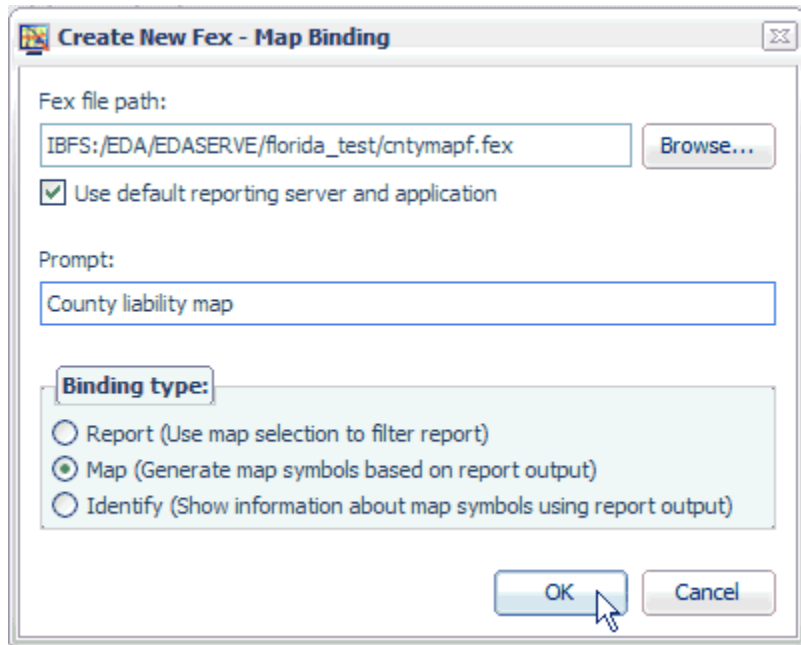 Create New Fex - Map Binding
Fex file path:
IBFS:/EDA/EDASERVE/florida_test/cntymapf.fex Browse...
Use default reporting server and application
Prompt:
County liability map
Binding type:
Report (Use map selection to filter report)
Map (Generate map symbols based on report output)
Identify (Show information about map symbols using report output)
OK Cancel